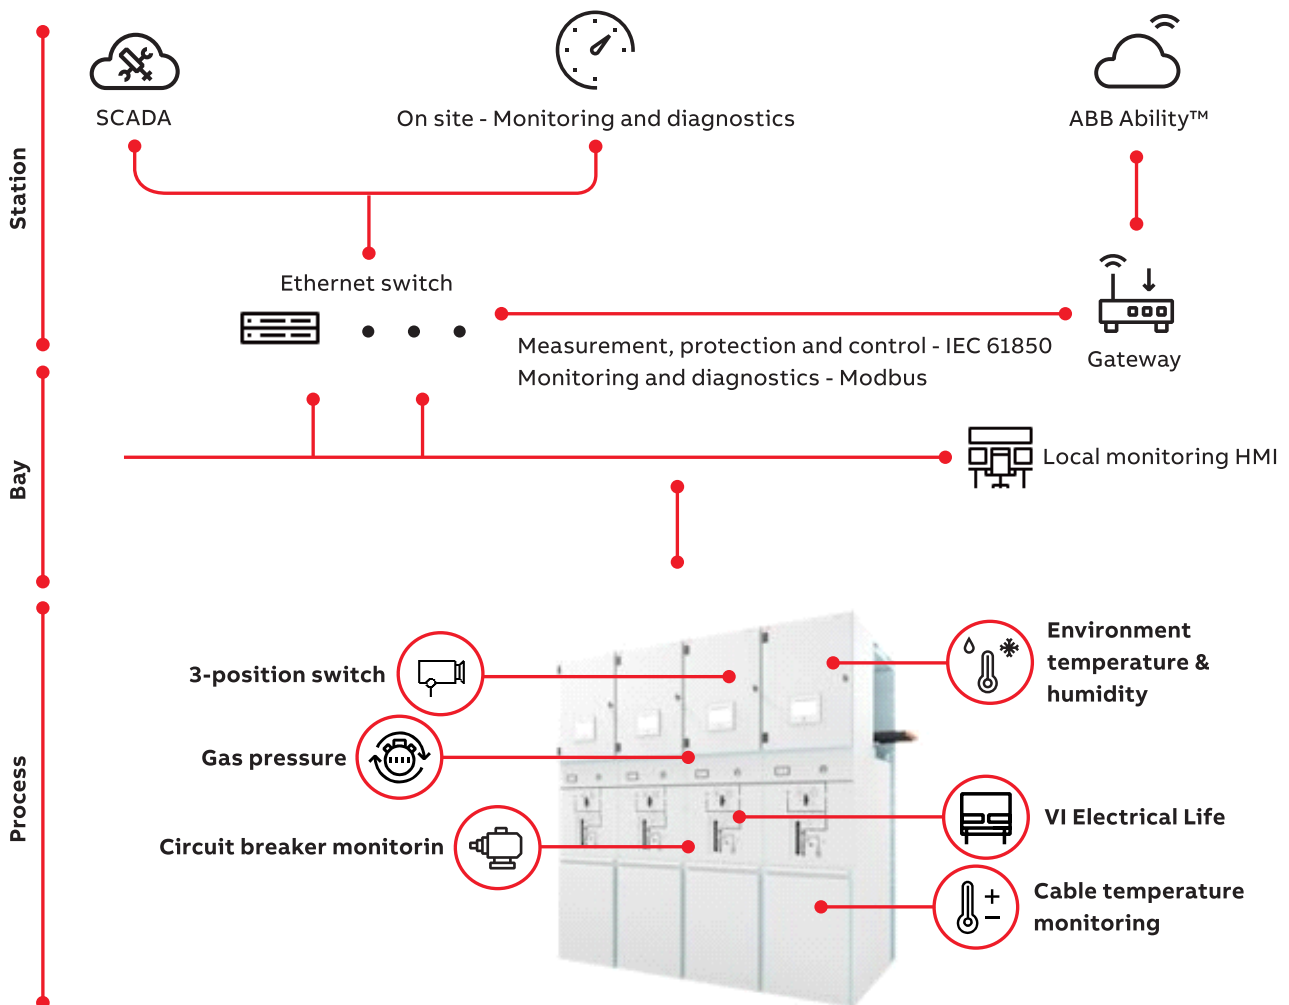 SCADA
On site - Monitoring and diagnostics
ABB Ability™
Station
Ethernet switch
Measurement, protection and control - IEC 61850
Monitoring and diagnostics - Modbus
Gateway
Bay
Local monitoring HMI
Process
3-position switch
Environment
temperature &
humidity
Gas pressure
VI Electrical Life
Circuit breaker monitorin
Cable temperature
monitoring